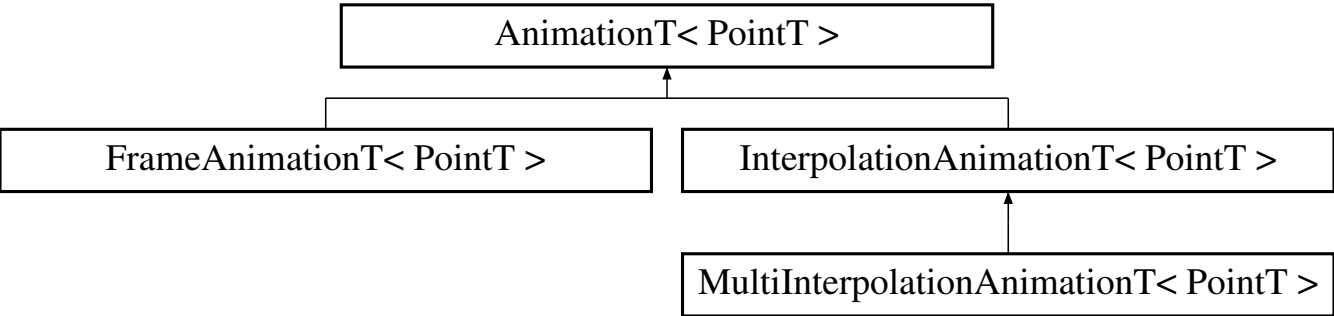 AnimationT< PointT >
FrameAnimationT< PointT >
InterpolationAnimationT< PointT >
MultiInterpolationAnimationT< PointT >